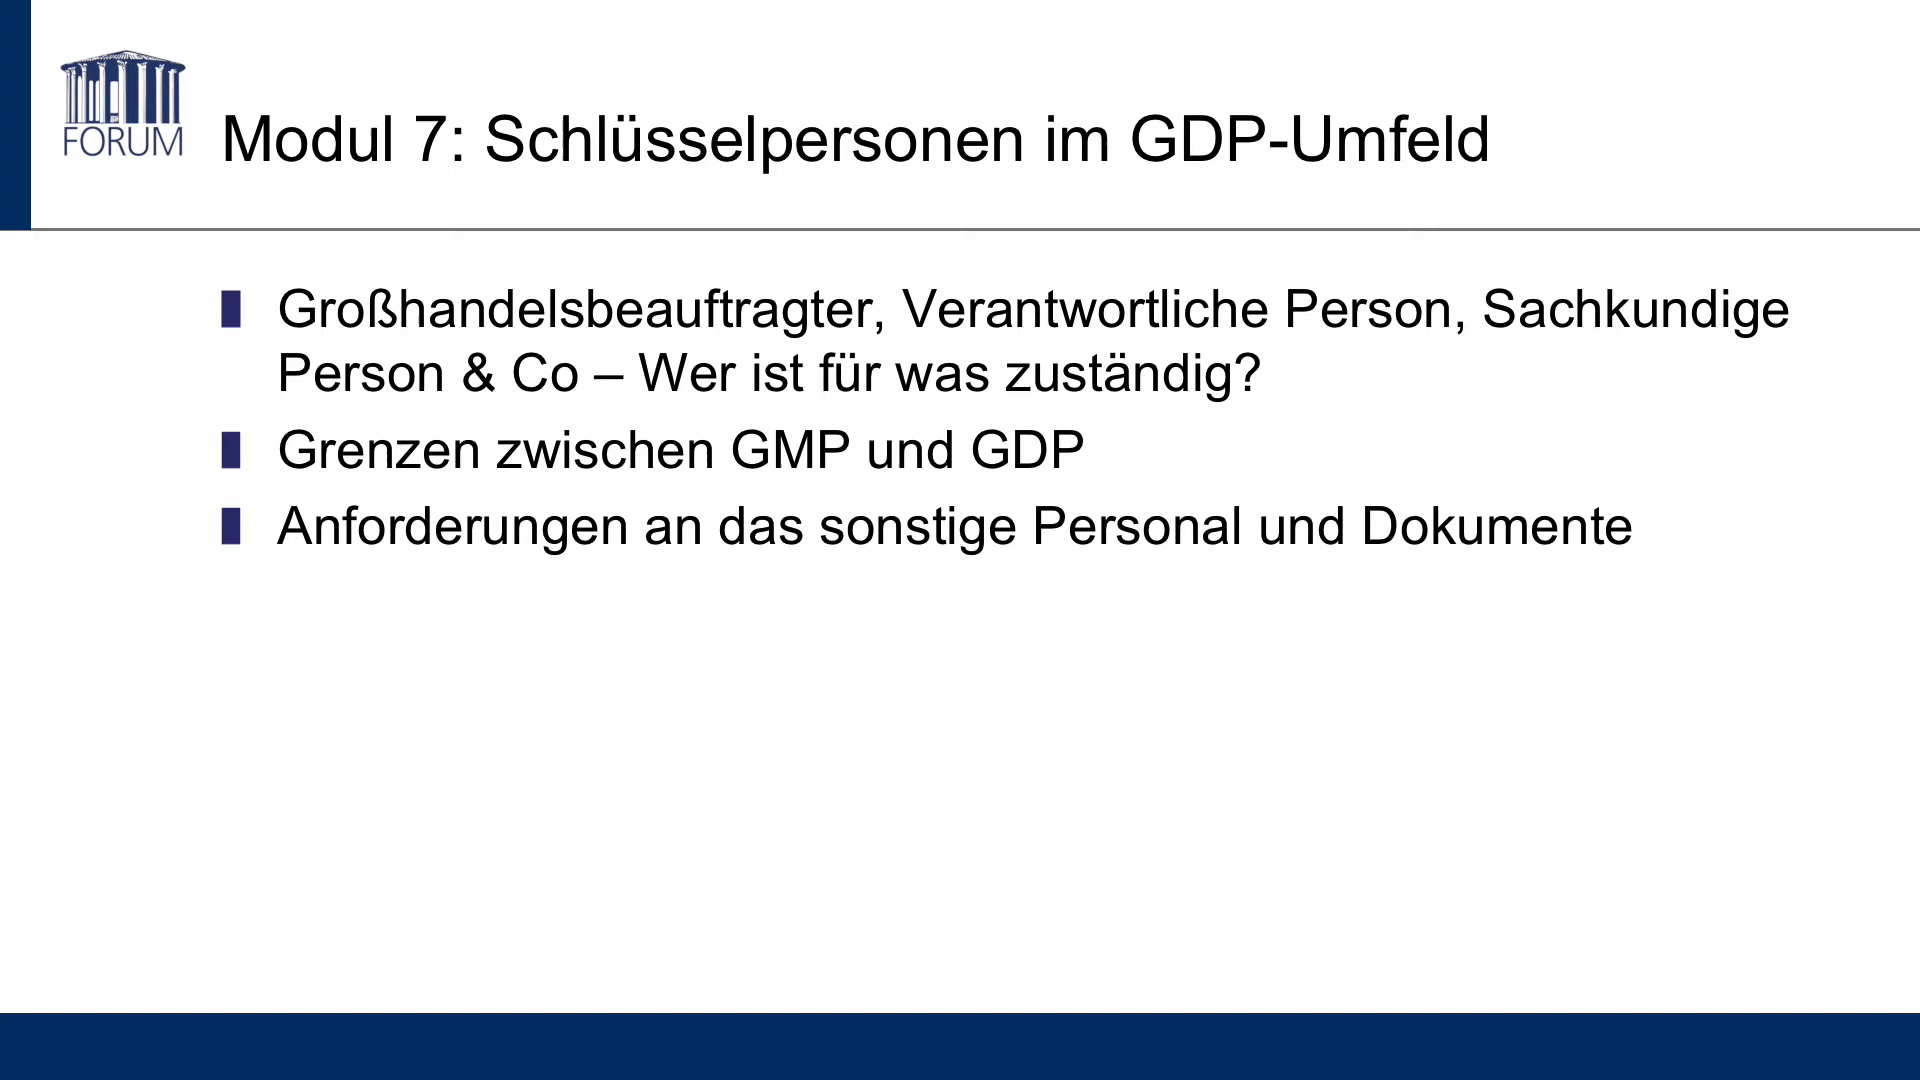 FORUM
Modul 7: Schlüsselpersonen im GDP-Umfeld
Großhandelsbeauftragter, Verantwortliche Person, Sachkundige
Person & Co – Wer ist für was zuständig?
Grenzen zwischen GMP und GDP
Anforderungen an das sonstige Personal und Dokumente